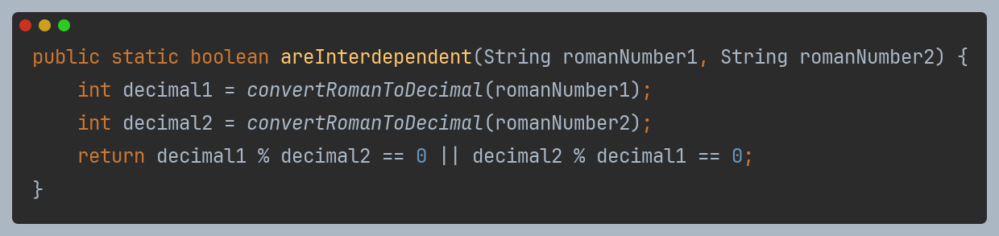 public static boolean areInterdependent(String romanNumber1, String romanNumber2) {
    int decimal1 = convertRomanToDecimal(romanNumber1);
    int decimal2 = convertRomanToDecimal(romanNumber2);
    return decimal1 % decimal2 == 0 || decimal2 % decimal1 == 0;
}